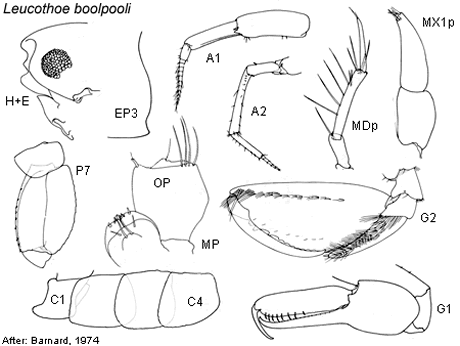 Leucothoe boolpooli
MX1p
A1
H+E
EP3
A2
MDp
P7
OP
MP
G2
C1
C4
G1
After: Barnard, 1974